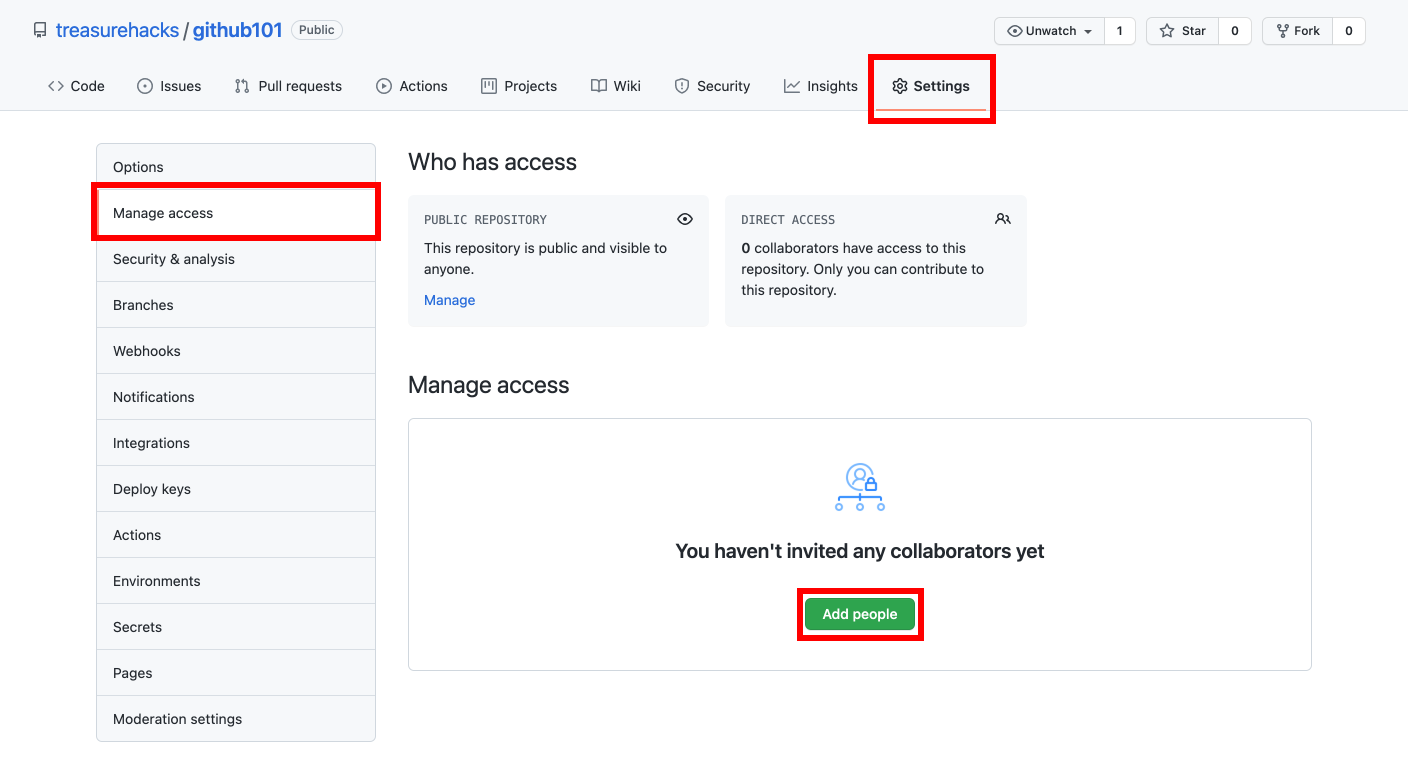 treasurehacks / github101 Public
Unwatch 1 Star 0 Fork 0
Code Issues Pull requests Actions Projects Wiki Security Insights Settings
Options
Manage access
Security & analysis
Branches
Webhooks
Notifications
Integrations
Deploy keys
Actions
Environments
Secrets
Pages
Moderation settings
Who has access
PUBLIC REPOSITORY
This repository is public and visible to
anyone.
Manage
DIRECT ACCESS
0 collaborators have access to this
repository. Only you can contribute to
this repository.
Manage access
You haven't invited any collaborators yet
Add people